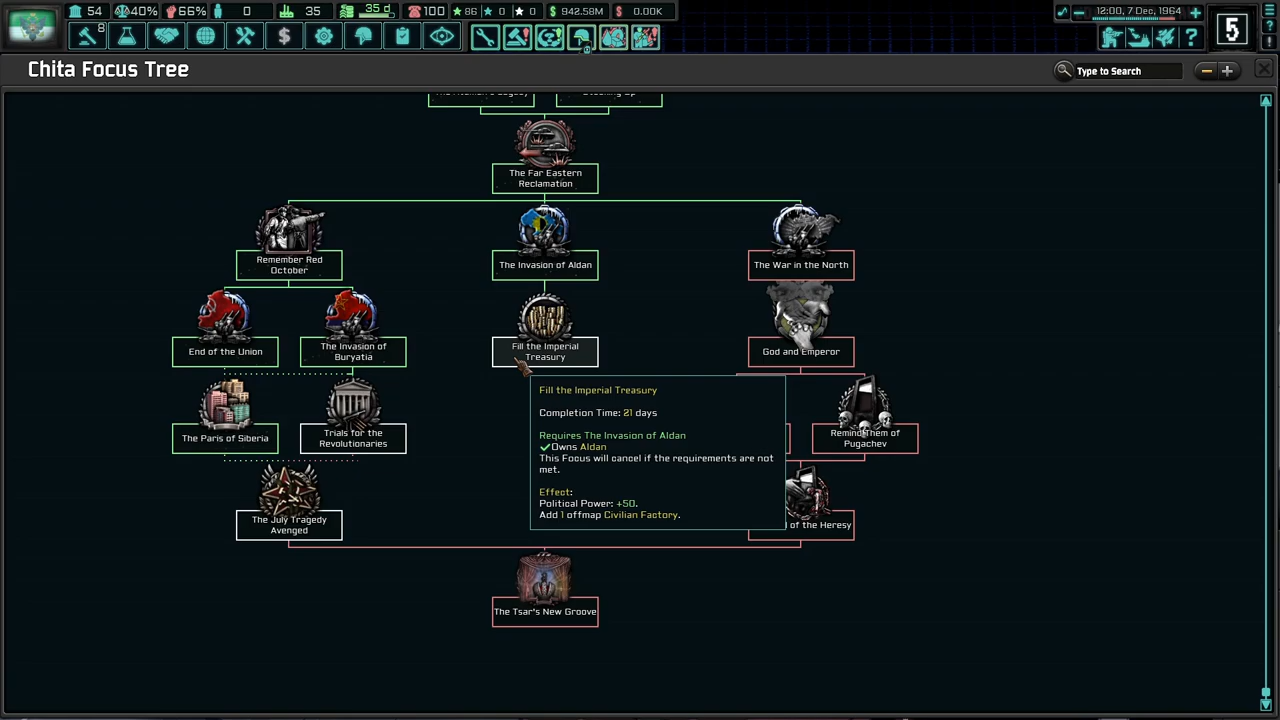 54 40% 66% 0 35 35 d 100 86 0 0 $ 942.58M $ 0.00K 12:00, 7 Dec, 1964 5
8 $ ?
Chita Focus Tree
Type to Search
The Far Eastern
Reclamation
Remember Red
October
The Invasion of Aldan
The War in the North
End of the Union
The Invasion of
Buryatia
Fill the Imperial
Treasury
God and Emperor
Fill the Imperial Treasury
Completion Time: 21 days
Requires The Invasion of Aldan
Owns Aldan
This Focus will cancel if the requirements are not
met.
Effect:
Political Power: +50.
Add 1 offmap Civilian Factory.
The Paris of Siberia
Trials for the
Revolutionaries
Remind Them of
Pugachev
The July Tragedy
Avenged
of the Heresy
The Tsar's New Groove